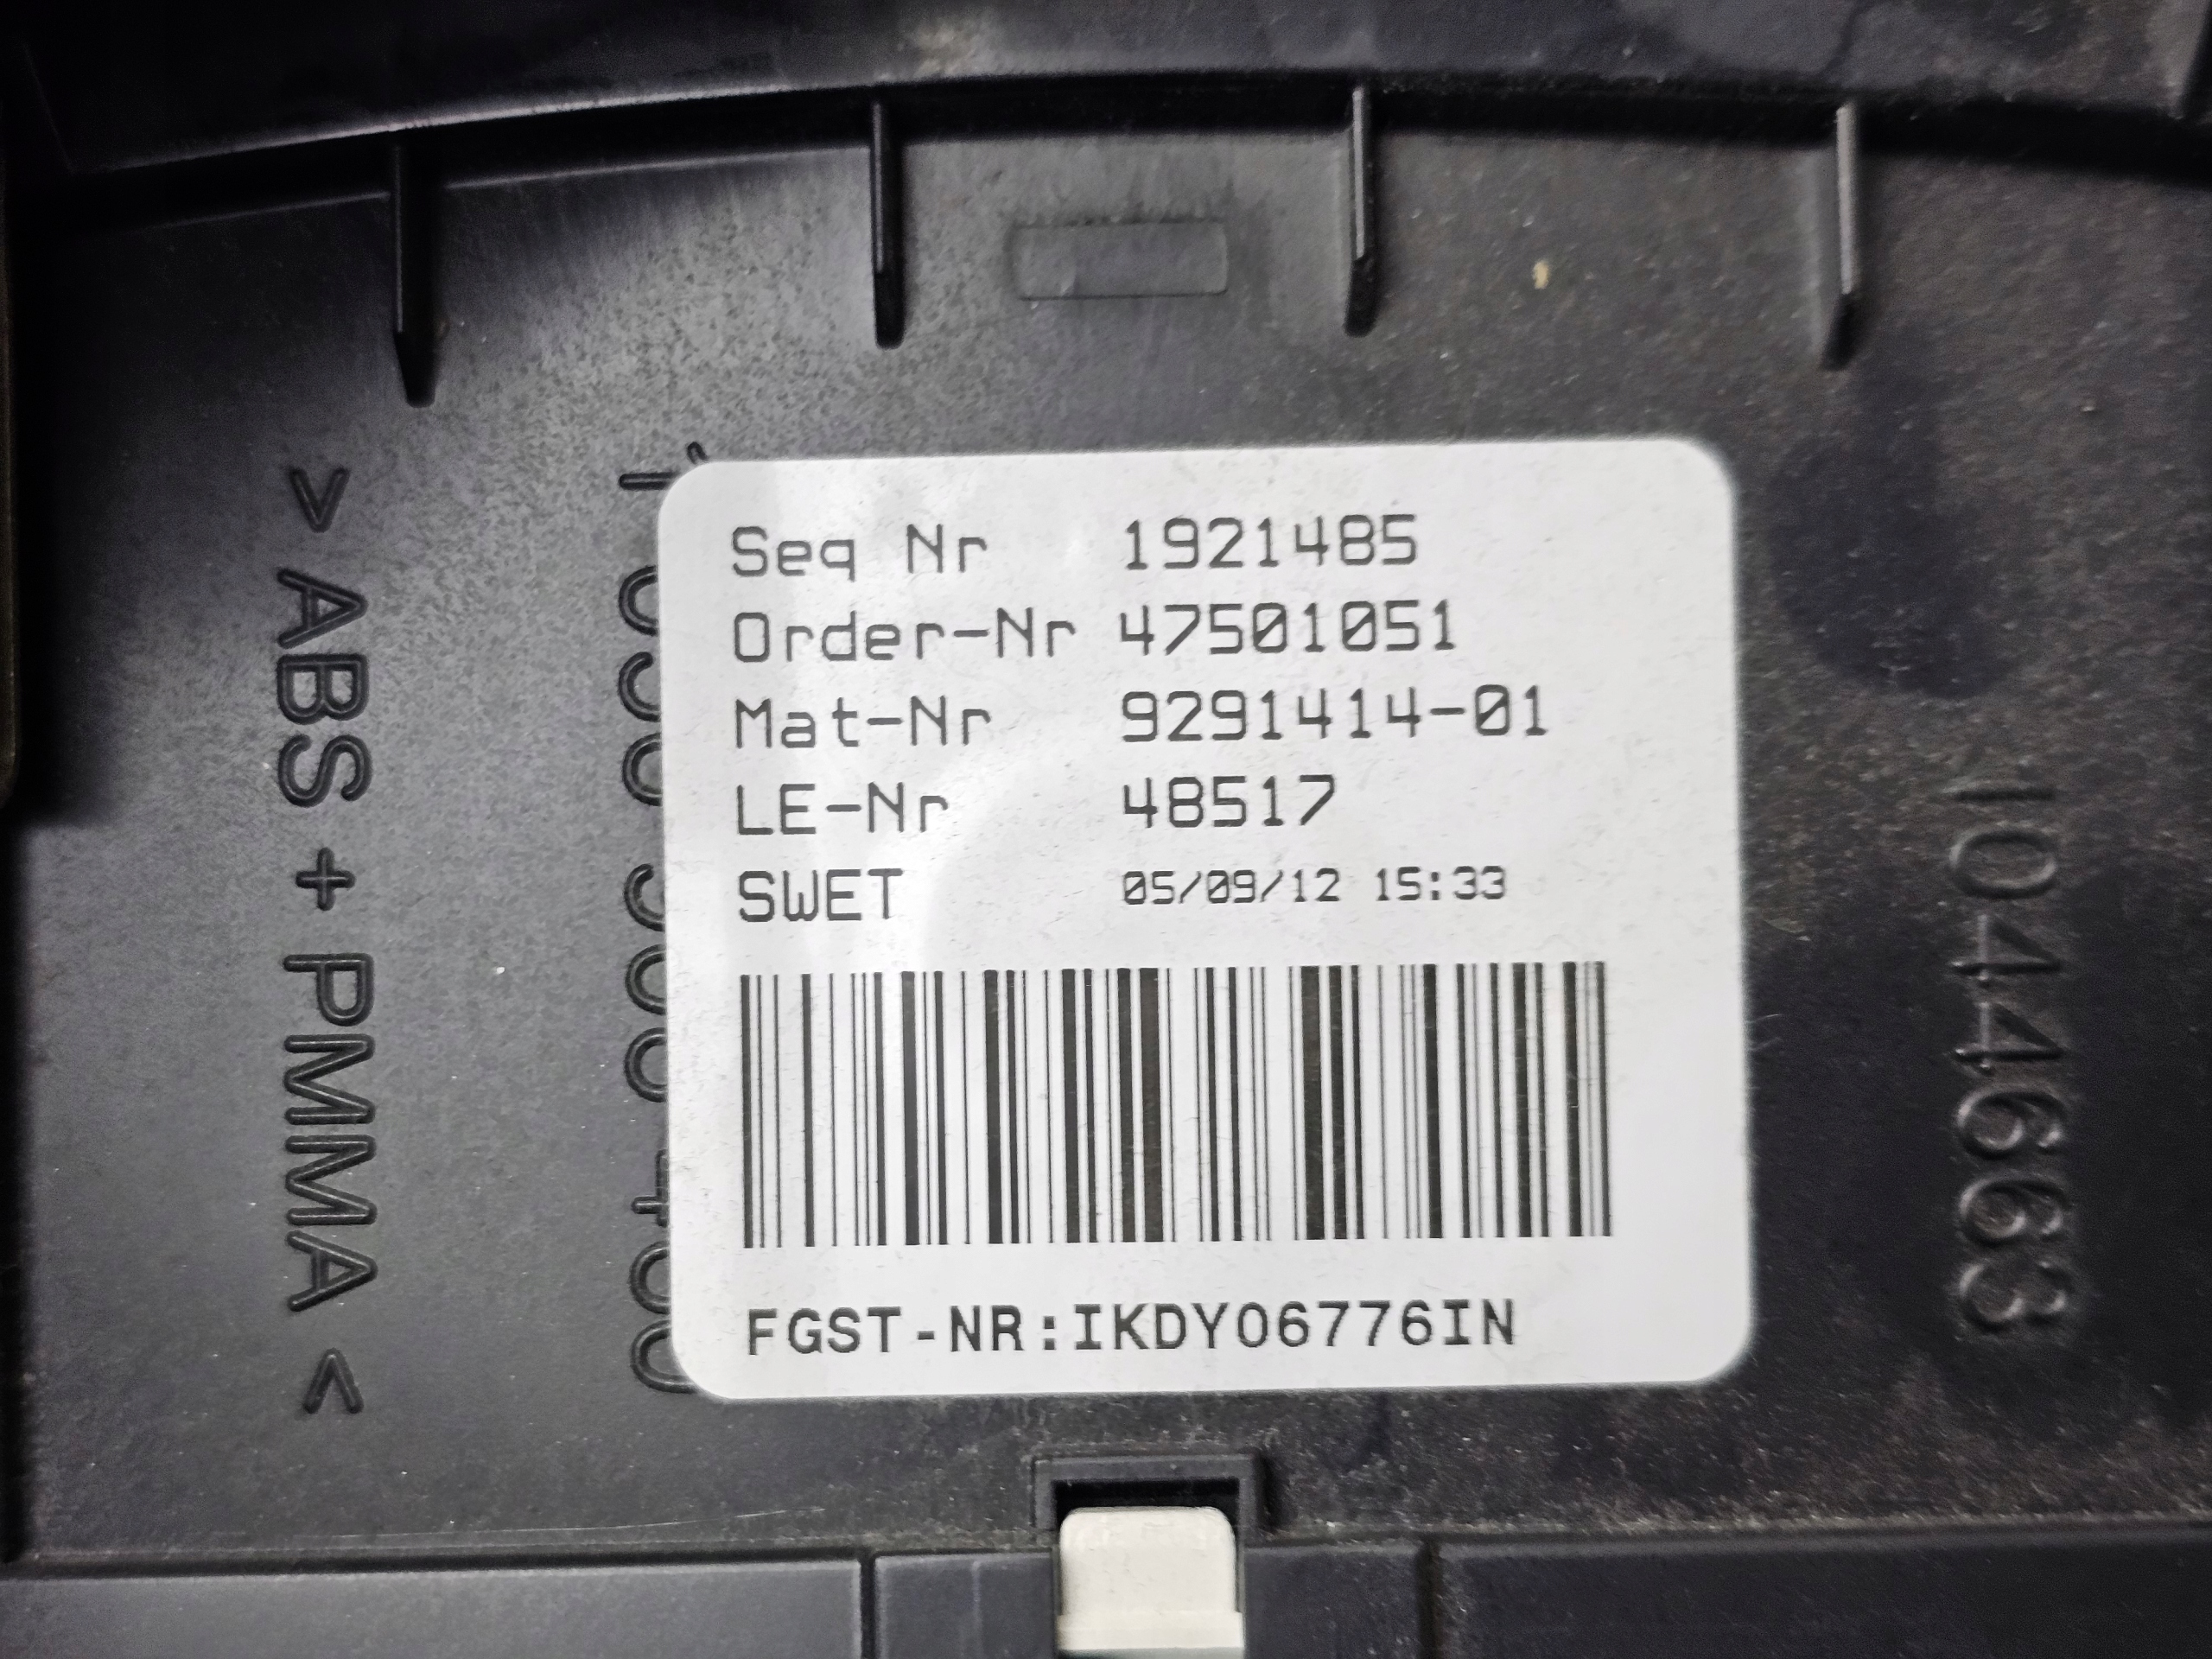 Seq Nr 1921485
Order-Nr 47501051
Mat-Nr 9291414-01
LE-Nr 48517
SWET 05/09/12 15:33
FGST-NR:IKDY06776IN
>ABS + PMMA<
1044663